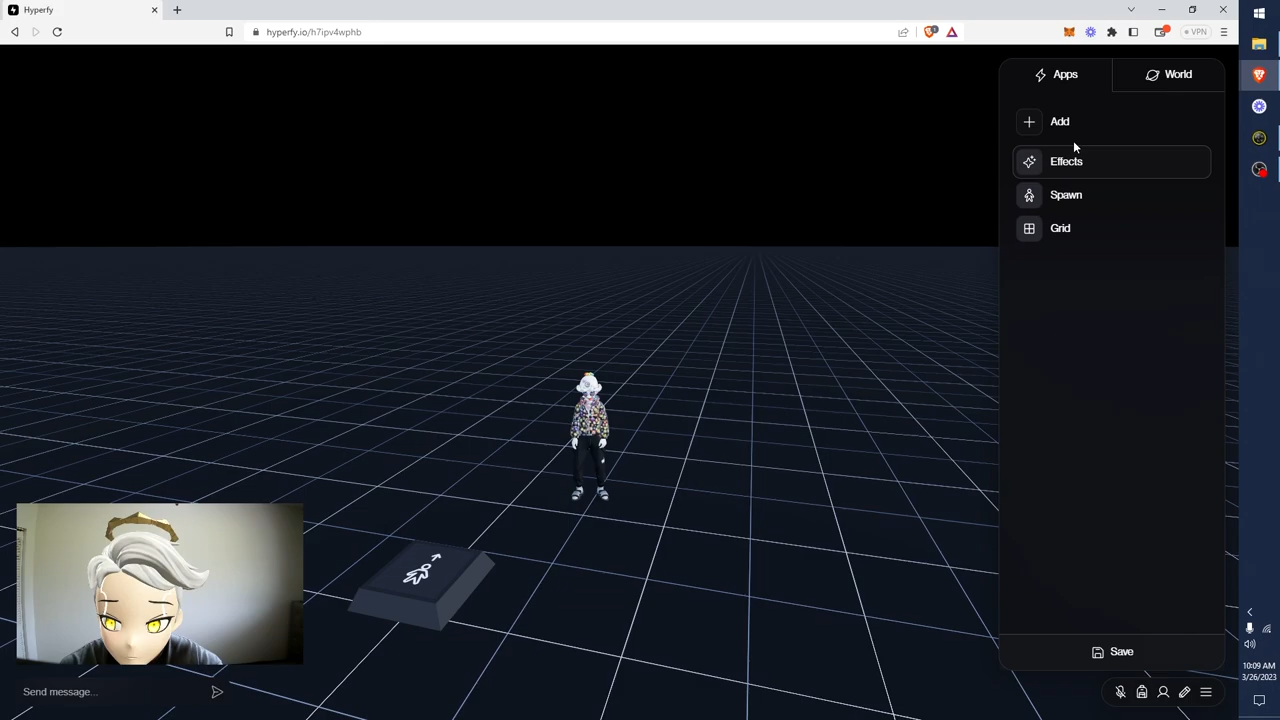 Hyperfy
hyperfy.io/h7ipv4wphb
1
VPN
Apps
World
Add
Effects
Spawn
Grid
Save
Send message...
10:09 AM
3/26/2023